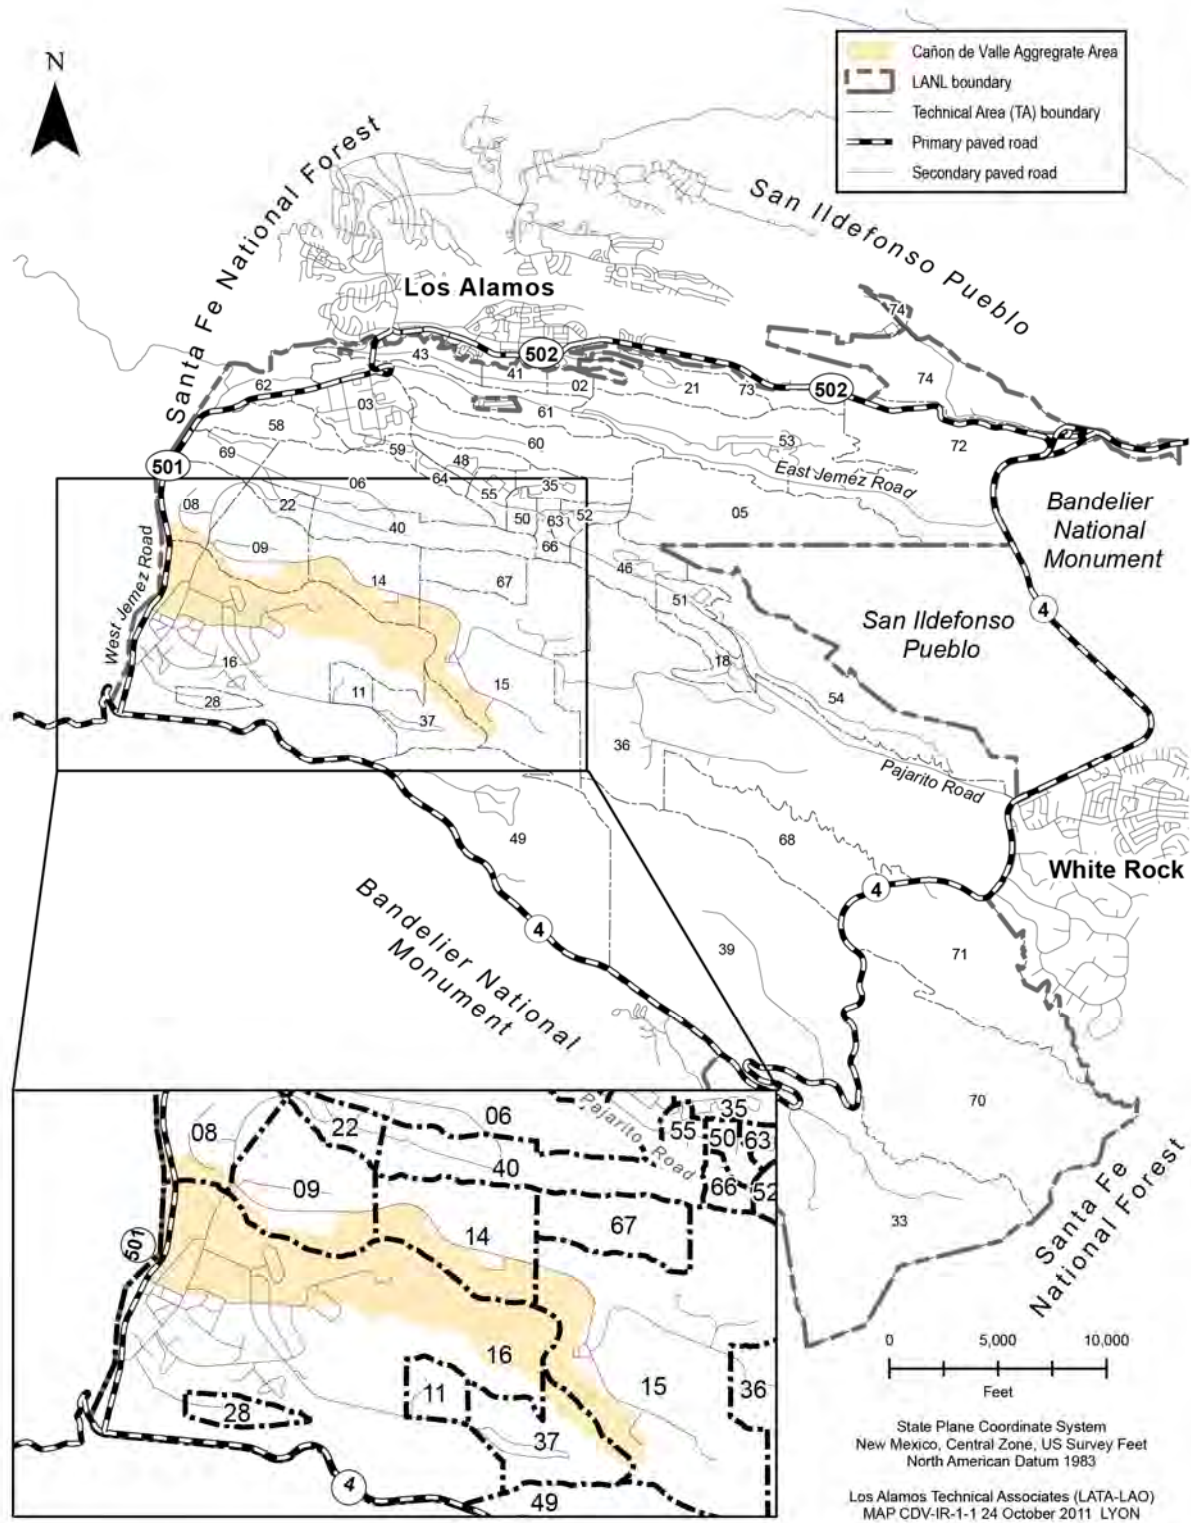 N
Cañon de Valle Aggregrate Area
LANL boundary
Technical Area (TA) boundary
Primary paved road
Secondary paved road
Santa Fe National Forest
San Ildefonso Pueblo
Los Alamos
74
502
43
41
02
21
73
502
74
62
03
61
58
60
53
72
59
69
48
East Jemez Road
501
64
06
35
55
08
22
40
50
63
52
05
Bandelier
National
Monument
66
09
West Jemez Road
14
67
46
51
4
San Ildefonso
Pueblo
16
18
11
15
28
54
37
36
Pajarito Road
49
68
White Rock
4
Bandelier National
Monument
4
39
71
70
33
Santa Fe
National Forest
08
22
06
Pajarito Road
35
55
50
63
40
09
66
52
14
67
501
16
15
36
11
28
37
4
49
0
5,000
10,000
Feet
State Plane Coordinate System
New Mexico, Central Zone, US Survey Feet
North American Datum 1983
Los Alamos Technical Associates (LATA-LAO)
MAP CDV-IR-1-1 24 October 2011 LYON